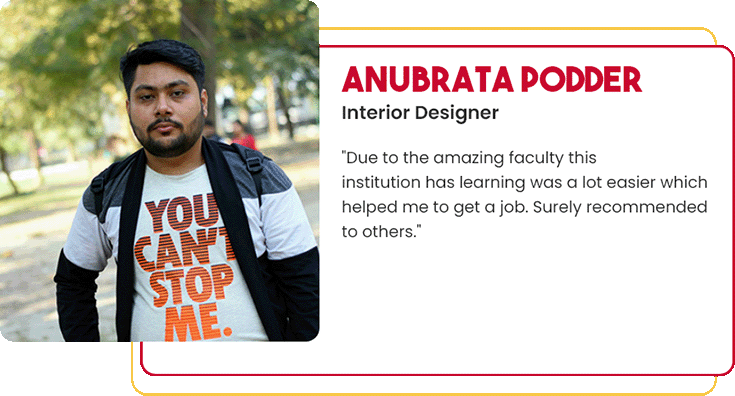 ANUBRATA PODDER
Interior Designer
"Due to the amazing faculty this
institution has learning was a lot easier which
helped me to get a job. Surely recommended
to others."
YOU
CAN'T
STOP
ME.